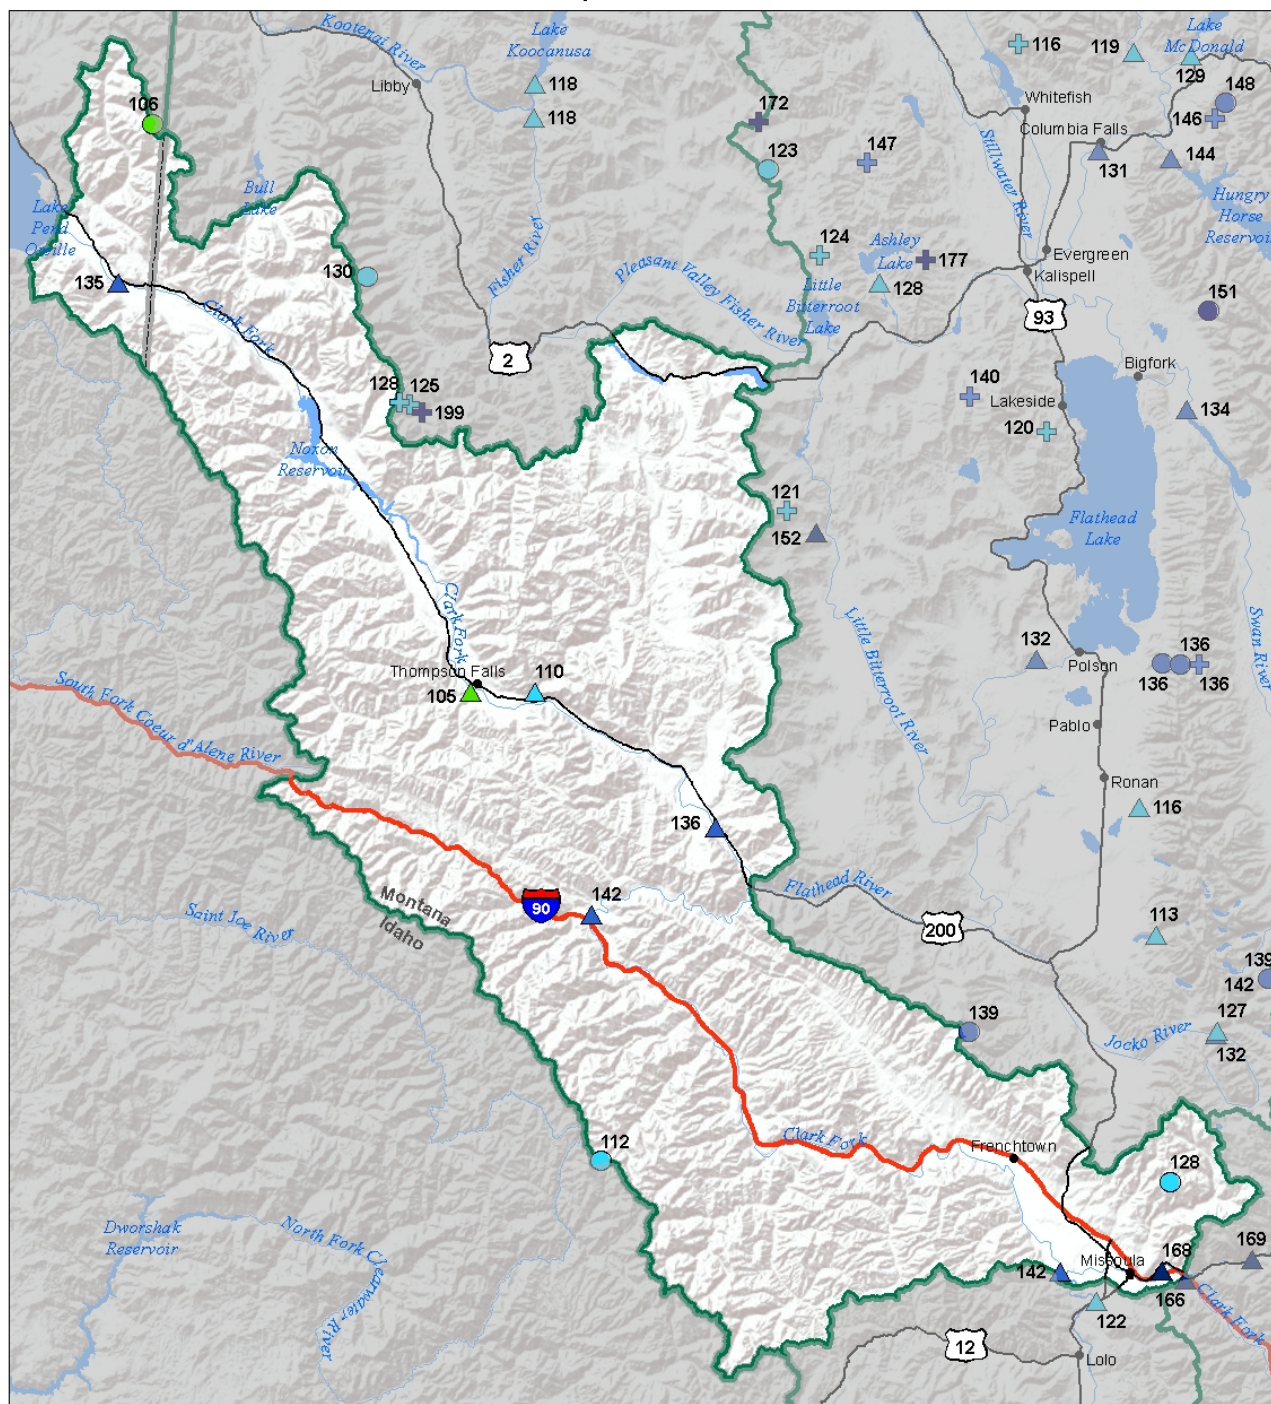 Kootenai River
Lake
Koocanusa
116
119
Lake
McDonald
129
148
Libby
118
118
106
172
Whitefish
146
Columbia Falls
131
144
147
123
Stillwater River
Bull
Lake
Hungry
Horse
Reservoir
Lake
Pend
Oreille
124
Ashley
Lake
177
Evergreen
Kalispell
Fisher River
Pleasant Valley Fisher River
130
135
128
Little
Bitterroot
Lake
151
Clark Fork
93
2
Bigfork
128
125
199
140
Lakeside
134
120
Noxon
Reservoir
121
152
Flathead
Lake
Clark Fork
Little Bitterroot River
Swan River
Thompson Falls
105
110
132
Polson
136
136
South Fork Coeur d'Alene River
Pablo
Ronan
116
136
Flathead River
Montana
Idaho
90
142
Saint Joe River
200
113
139
142
139
127
132
Jocko River
112
Clark Fork
Frenchtown
128
Dworshak
Reservoir
North Fork Clearwater River
Missoula
142
168
169
166
122
Clark Fork
12
Lolo